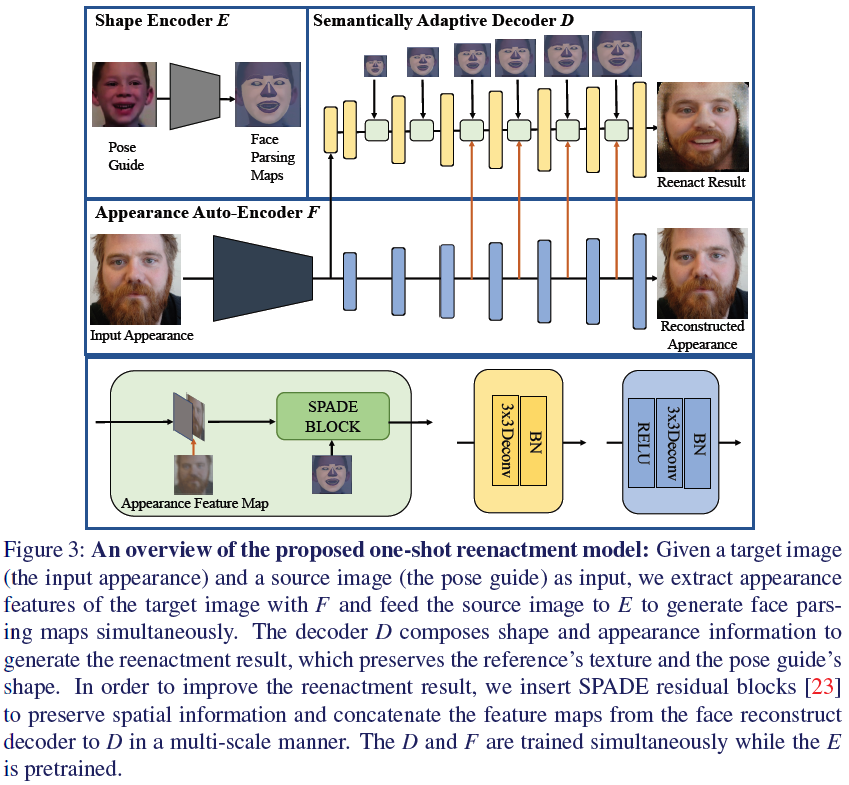 Shape Encoder E
Semantically Adaptive Decoder D
Pose
Guide
Face
Parsing
Maps
Reenact Result
Appearance Auto-Encoder F
Input Appearance
Reconstructed
Appearance
SPADE
BLOCK
Appearance Feature Map
3x3Deconv
BN
RELU
3x3Deconv
BN
Figure 3: An overview of the proposed one-shot reenactment model: Given a target image
(the input appearance) and a source image (the pose guide) as input, we extract appearance
features of the target image with F and feed the source image to E to generate face pars-
ing maps simultaneously. The decoder D composes shape and appearance information to
generate the reenactment result, which preserves the reference's texture and the pose guide's
shape. In order to improve the reenactment result, we insert SPADE residual blocks [23]
to preserve spatial information and concatenate the feature maps from the face reconstruct
decoder to D in a multi-scale manner. The D and F are trained simultaneously while the E
is pretrained.